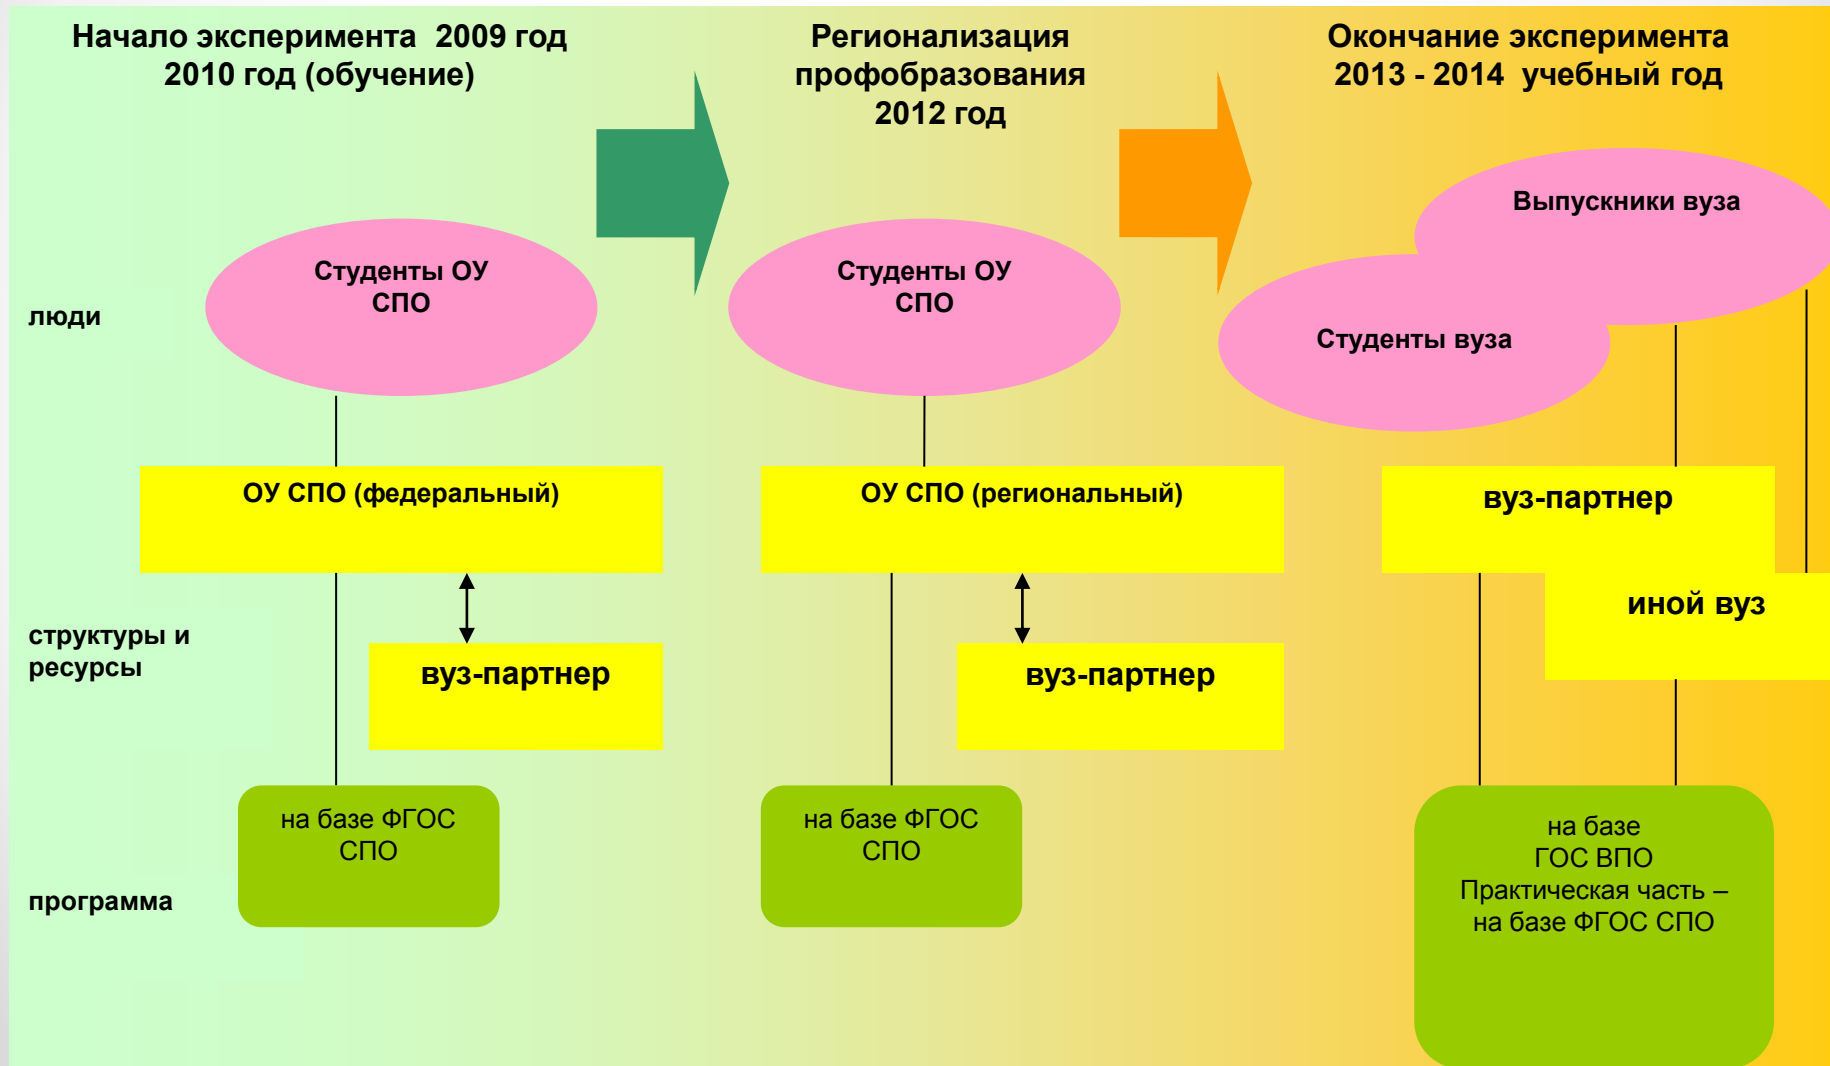 Начало эксперимента 2009 год
2010 год (обучение)
Регионализация
профобразования
2012 год
Окончание эксперимента
2013 - 2014 учебный год
люди
Студенты ОУ
СПО
Студенты ОУ
СПО
Выпускники вуза
Студенты вуза
структуры и
ресурсы
ОУ СПО (федеральный)
вуз-партнер
ОУ СПО (региональный)
вуз-партнер
вуз-партнер
иной вуз
программа
на базе ФГОС
СПО
на базе ФГОС
СПО
на базе
ГОС ВПО
Практическая часть –
на базе ФГОС СПО